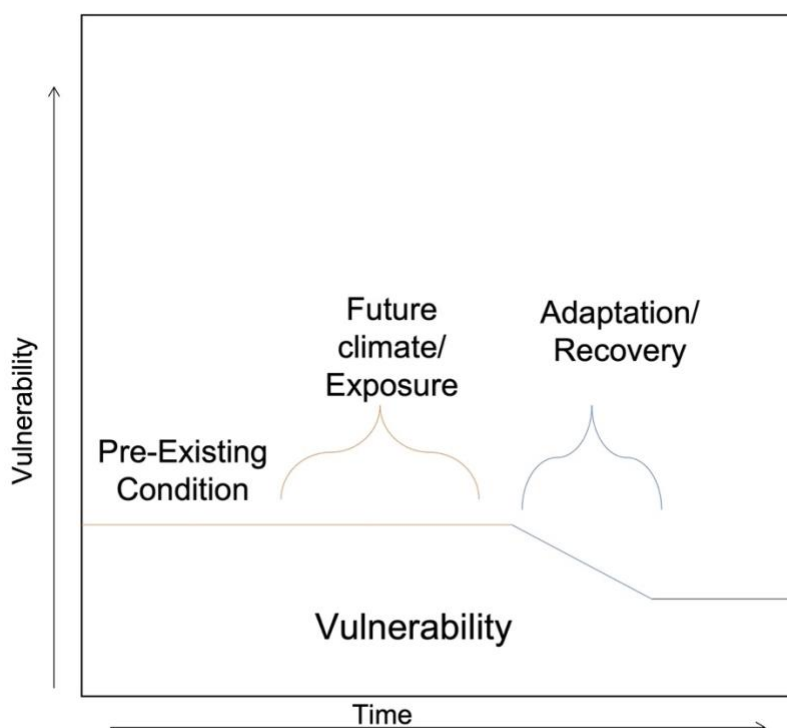 Future
climate/
Exposure
Adaptation/
Recovery
Pre-Existing
Condition
Vulnerability
Vulnerability
Time